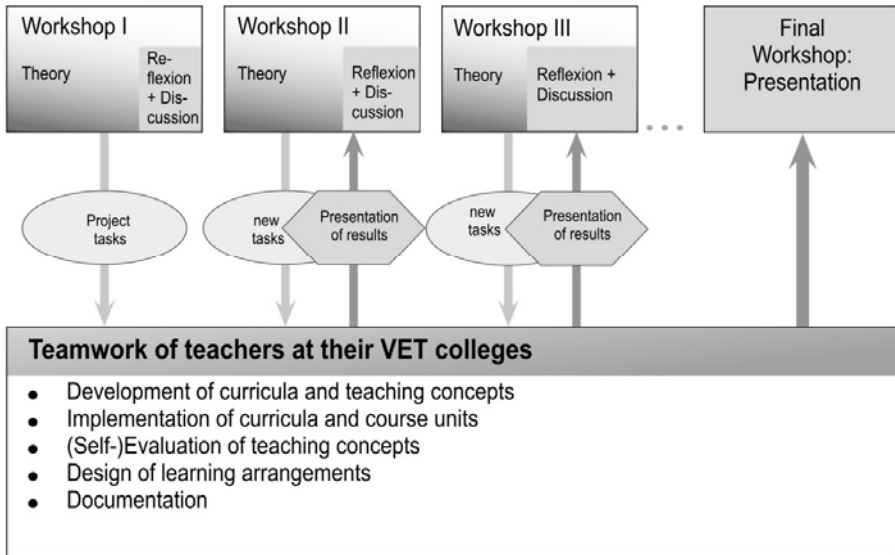 Workshop I
Theory
Re-
flexion
+ Dis-
cussion
Workshop II
Theory
Reflexion
+ Dis-
cussion
Workshop III
Theory
Reflexion +
Discussion
...
Final
Workshop:
Presentation
Project
tasks
new
tasks
Presentation
of results
new
tasks
Presentation
of results
Teamwork of teachers at their VET colleges
● Development of curricula and teaching concepts
● Implementation of curricula and course units
● (Self-)Evaluation of teaching concepts
● Design of learning arrangements
● Documentation